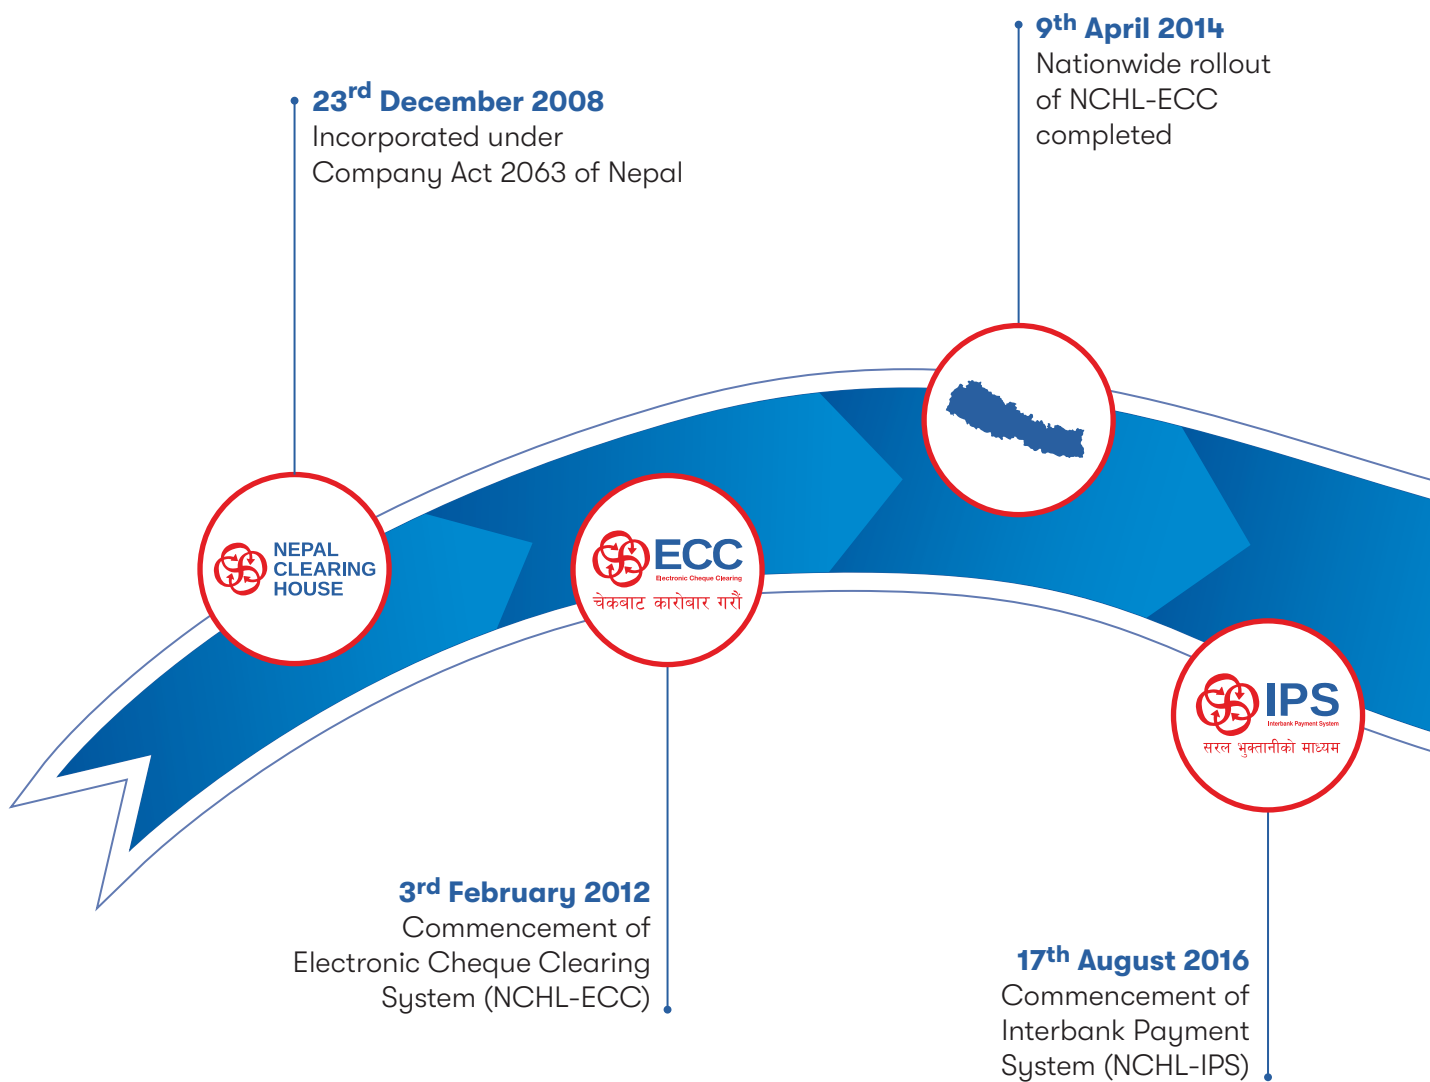 9th April 2014
Nationwide rollout
of NCHL-ECC
completed
23rd December 2008
Incorporated under
Company Act 2063 of Nepal
NEPAL
CLEARING
HOUSE
ECC
Electronic Cheque Clearing
चेकबाट कारोबार गरौं
IPS
Interbank Payment System
सरल भुक्तानीको माध्यम
3rd February 2012
Commencement of
Electronic Cheque Clearing
System (NCHL-ECC)
17th August 2016
Commencement of
Interbank Payment
System (NCHL-IPS)